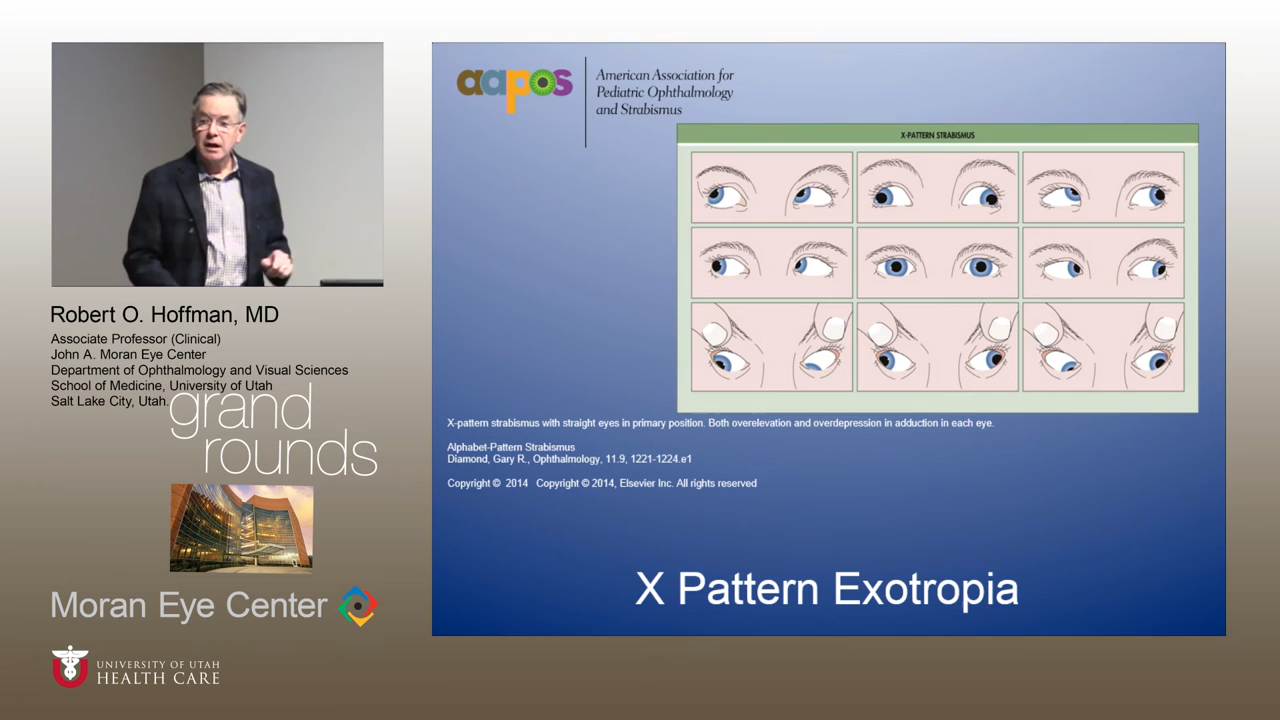 aapos
American Association for
Pediatric Ophthalmology
and Strabismus
X-PATTERN STRABISMUS
X-pattern strabismus with straight eyes in primary position. Both overelevation and overdepression in adduction in each eye.
Alphabet-Pattern Strabismus
Diamond, Gary R., Ophthalmology, 11.9, 1221-1224.e1
Copyright © 2014 Copyright © 2014, Elsevier Inc. All rights reserved
X Pattern Exotropia
Robert O. Hoffman, MD
Associate Professor (Clinical)
John A. Moran Eye Center
Department of Ophthalmology and Visual Sciences
School of Medicine, University of Utah
Salt Lake City, Utah.
grand
rounds
Moran Eye Center
UNIVERSITY OF UTAH
HEALTH CARE